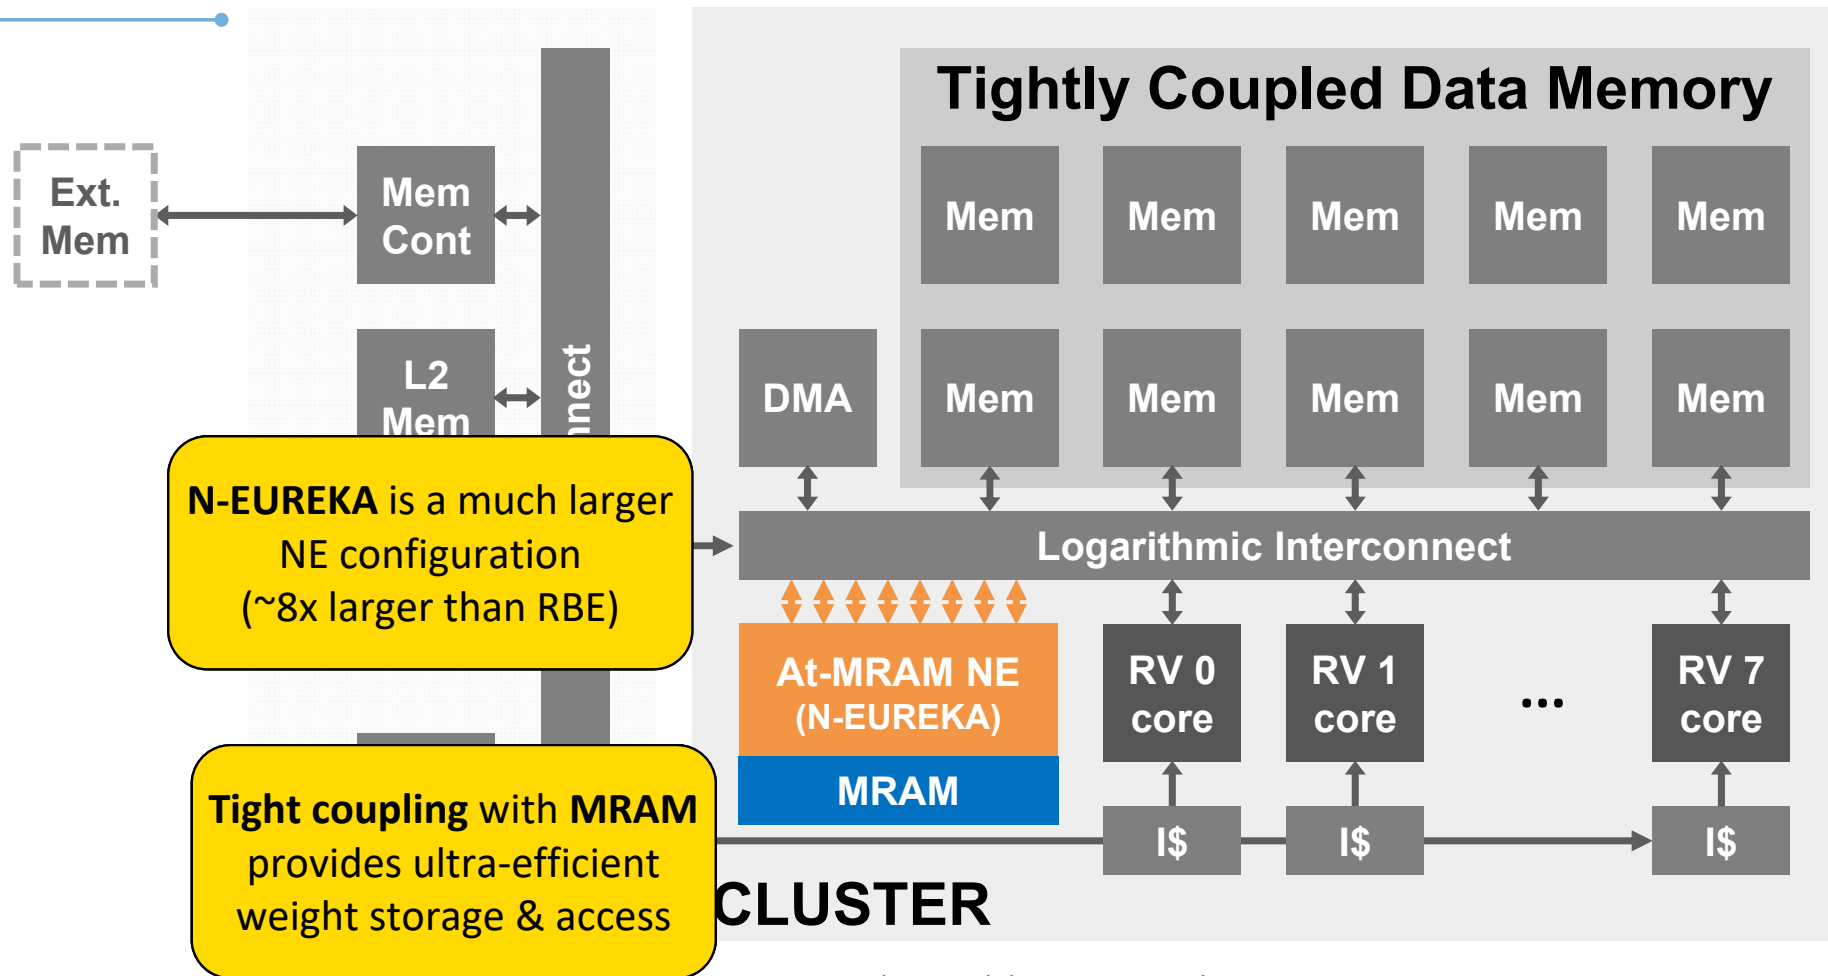 Tightly Coupled Data Memory
Ext.
Mem
Mem
Cont
Mem
Mem
Mem
Mem
Mem
L2
Mem
DMA
Mem
Mem
Mem
Mem
Mem
N-EUREKA is a much larger
NE configuration
(~8x larger than RBE)
Logarithmic Interconnect
At-MRAM NE
(N-EUREKA)
MRAM
RV 0
core
RV 1
core
...
RV 7
core
Tight coupling with MRAM
provides ultra-efficient
weight storage & access
I$
I$
I$
CLUSTER